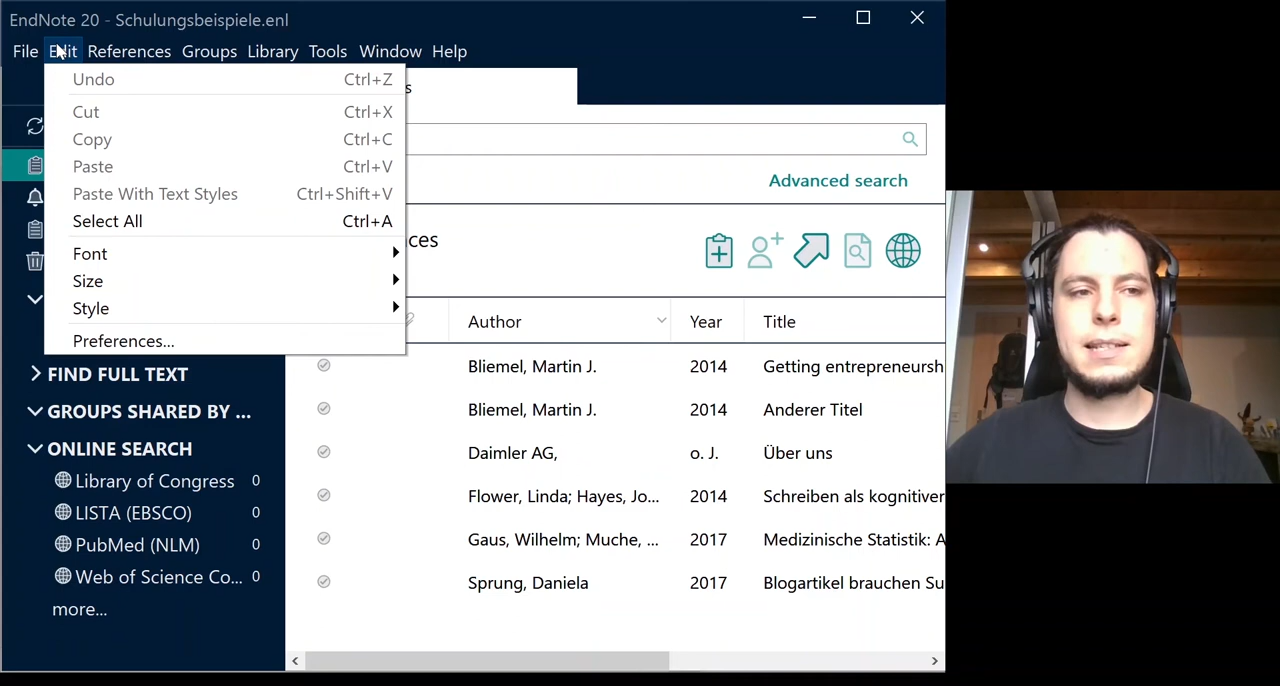 EndNote 20 - Schulungsbeispiele.enl
File Edit References Groups Library Tools Window Help
Undo Ctrl+Z
Cut Ctrl+X
Copy Ctrl+C
Paste Ctrl+V
Paste With Text Styles Ctrl+Shift+V
Select All Ctrl+A
Font
Size
Style
Preferences...
s
Advanced search
ces
FIND FULL TEXT
GROUPS SHARED BY ...
ONLINE SEARCH
Library of Congress 0
LISTA (EBSCO) 0
PubMed (NLM) 0
Web of Science Co... 0
more...
Author Year Title
Bliemel, Martin J. 2014 Getting entrepreneursh
Bliemel, Martin J. 2014 Anderer Titel
Daimler AG, o. J. Über uns
Flower, Linda; Hayes, Jo... 2014 Schreiben als kognitiver
Gaus, Wilhelm; Muche, ... 2017 Medizinische Statistik: A
Sprung, Daniela 2017 Blogartikel brauchen Su